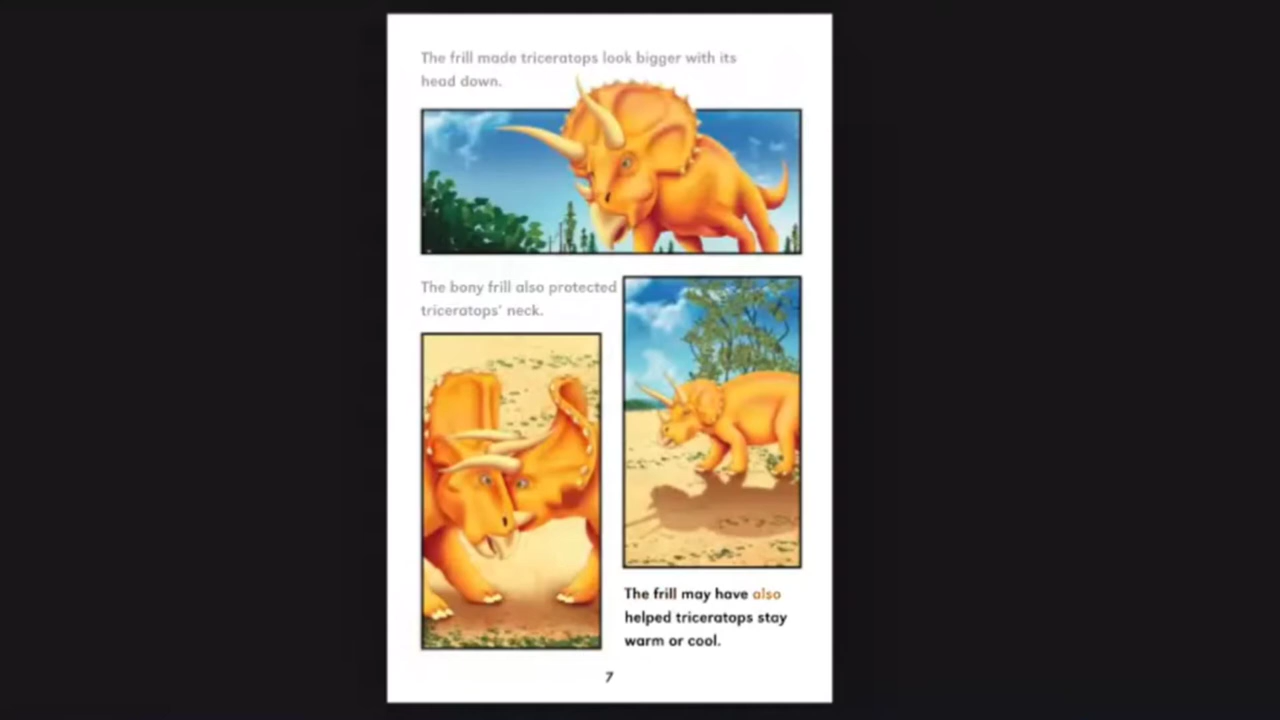 The frill made triceratops look bigger with its
head down.
The bony frill also protected
triceratops' neck.
The frill may have also
helped triceratops stay
warm or cool.
7